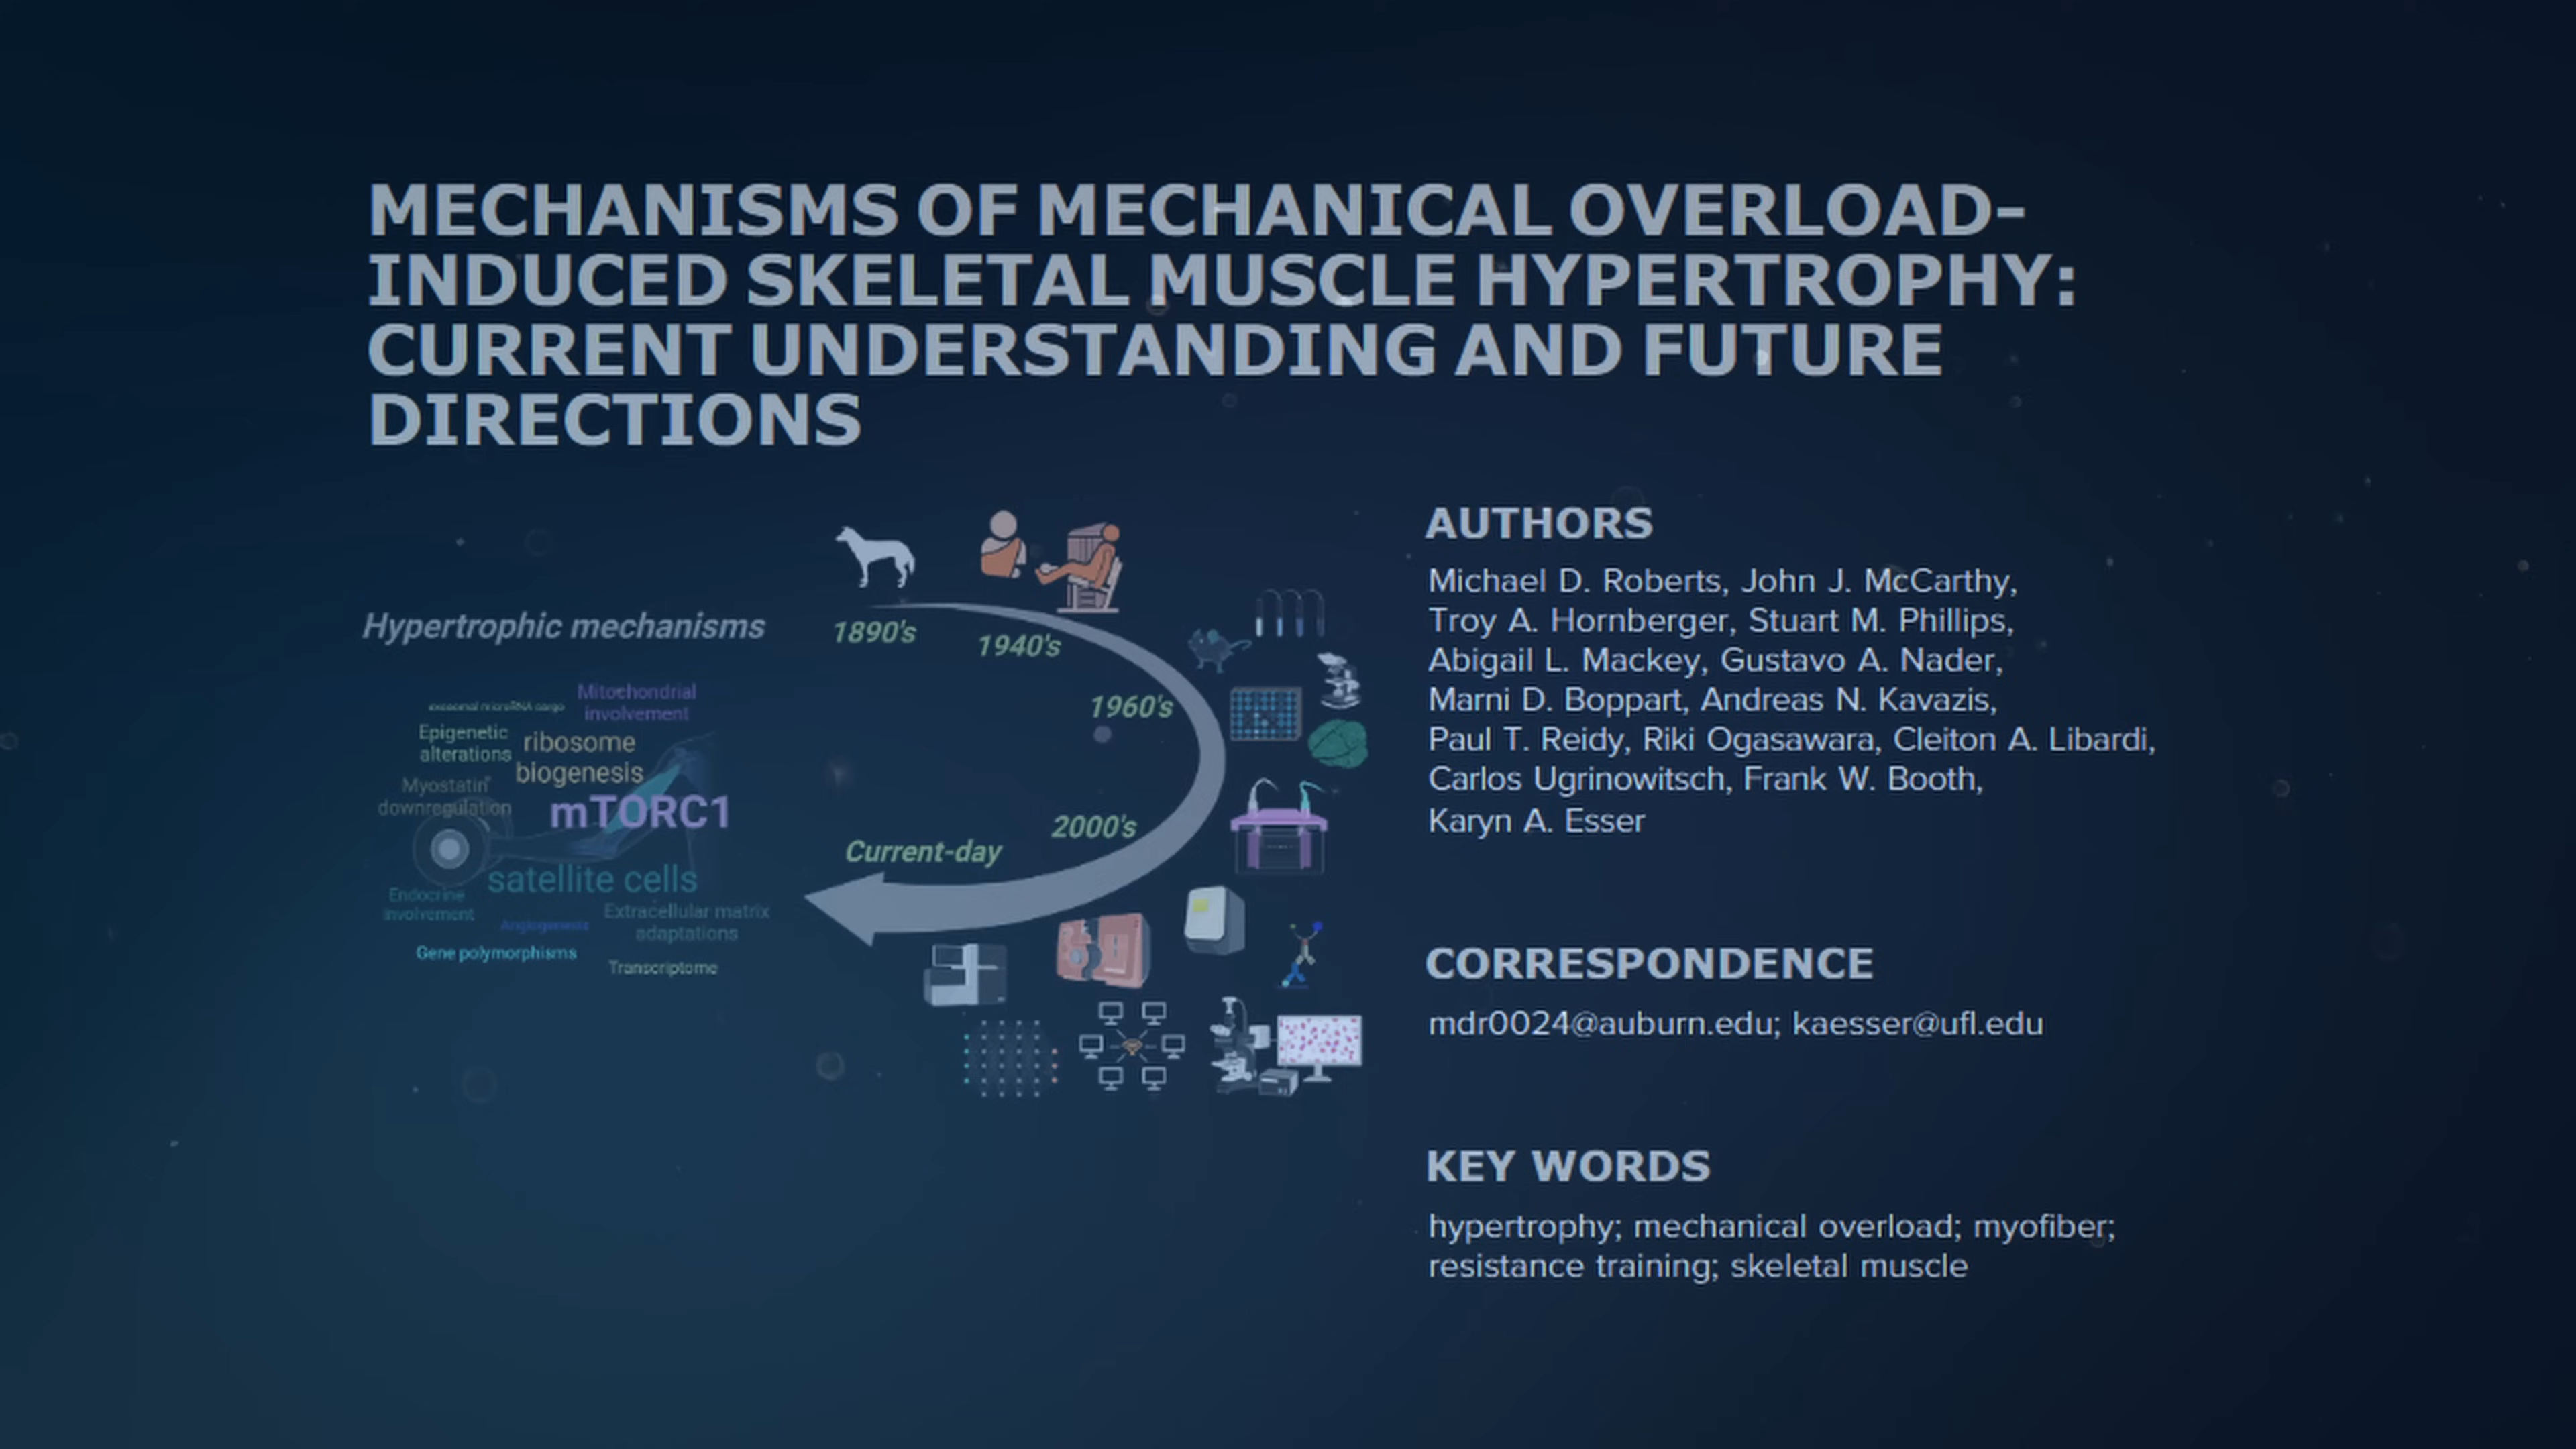 MECHANISMS OF MECHANICAL OVERLOAD-
INDUCED SKELETAL MUSCLE HYPERTROPHY:
CURRENT UNDERSTANDING AND FUTURE
DIRECTIONS
Hypertrophic mechanisms
exosomal microRNA cargo
Mitochondrial
involvement
Epigenetic
alterations
ribosome
biogenesis
Myostatin
downregulation
mTORC1
satellite cells
Endocrine
involvement
Angiogenesis
Extracellular matrix
adaptations
Gene polymorphisms
Transcriptome
1890's
1940's
1960's
2000's
Current-day
AUTHORS
Michael D. Roberts, John J. McCarthy,
Troy A. Hornberger, Stuart M. Phillips,
Abigail L. Mackey, Gustavo A. Nader,
Marni D. Boppart, Andreas N. Kavazis,
Paul T. Reidy, Riki Ogasawara, Cleiton A. Libardi,
Carlos Ugrinowitsch, Frank W. Booth,
Karyn A. Esser
CORRESPONDENCE
mdr0024@auburn.edu; kaesser@ufl.edu
KEY WORDS
hypertrophy; mechanical overload; myofiber;
resistance training; skeletal muscle